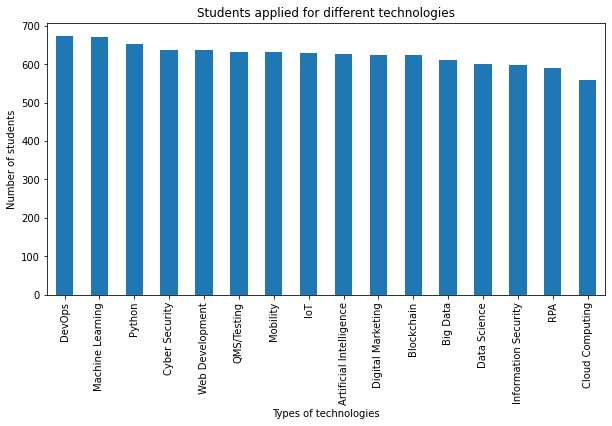 Students applied for different technologies
700
600
500
400
300
200
100
0
Number of students
DevOps
Machine Learning
Python
Cyber Security
Web Development
QMS/Testing
Mobility
IoT
Artificial Intelligence
Digital Marketing
Blockchain
Big Data
Data Science
Information Security
RPA
Cloud Computing
Types of technologies